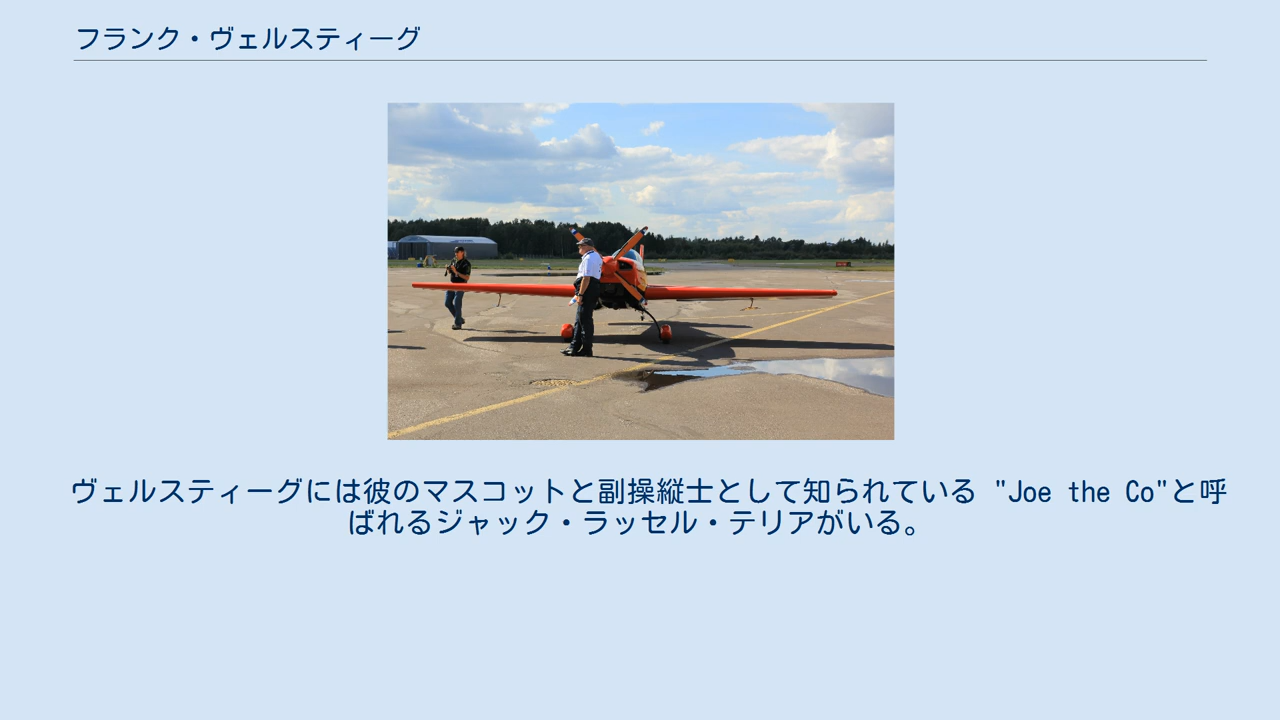 フランク・ヴェルスティーグ
ヴェルスティーグには彼のマスコットと副操縦士として知られている "Joe the Co"と呼
ばれるジャック・ラッセル・テリアがいる。